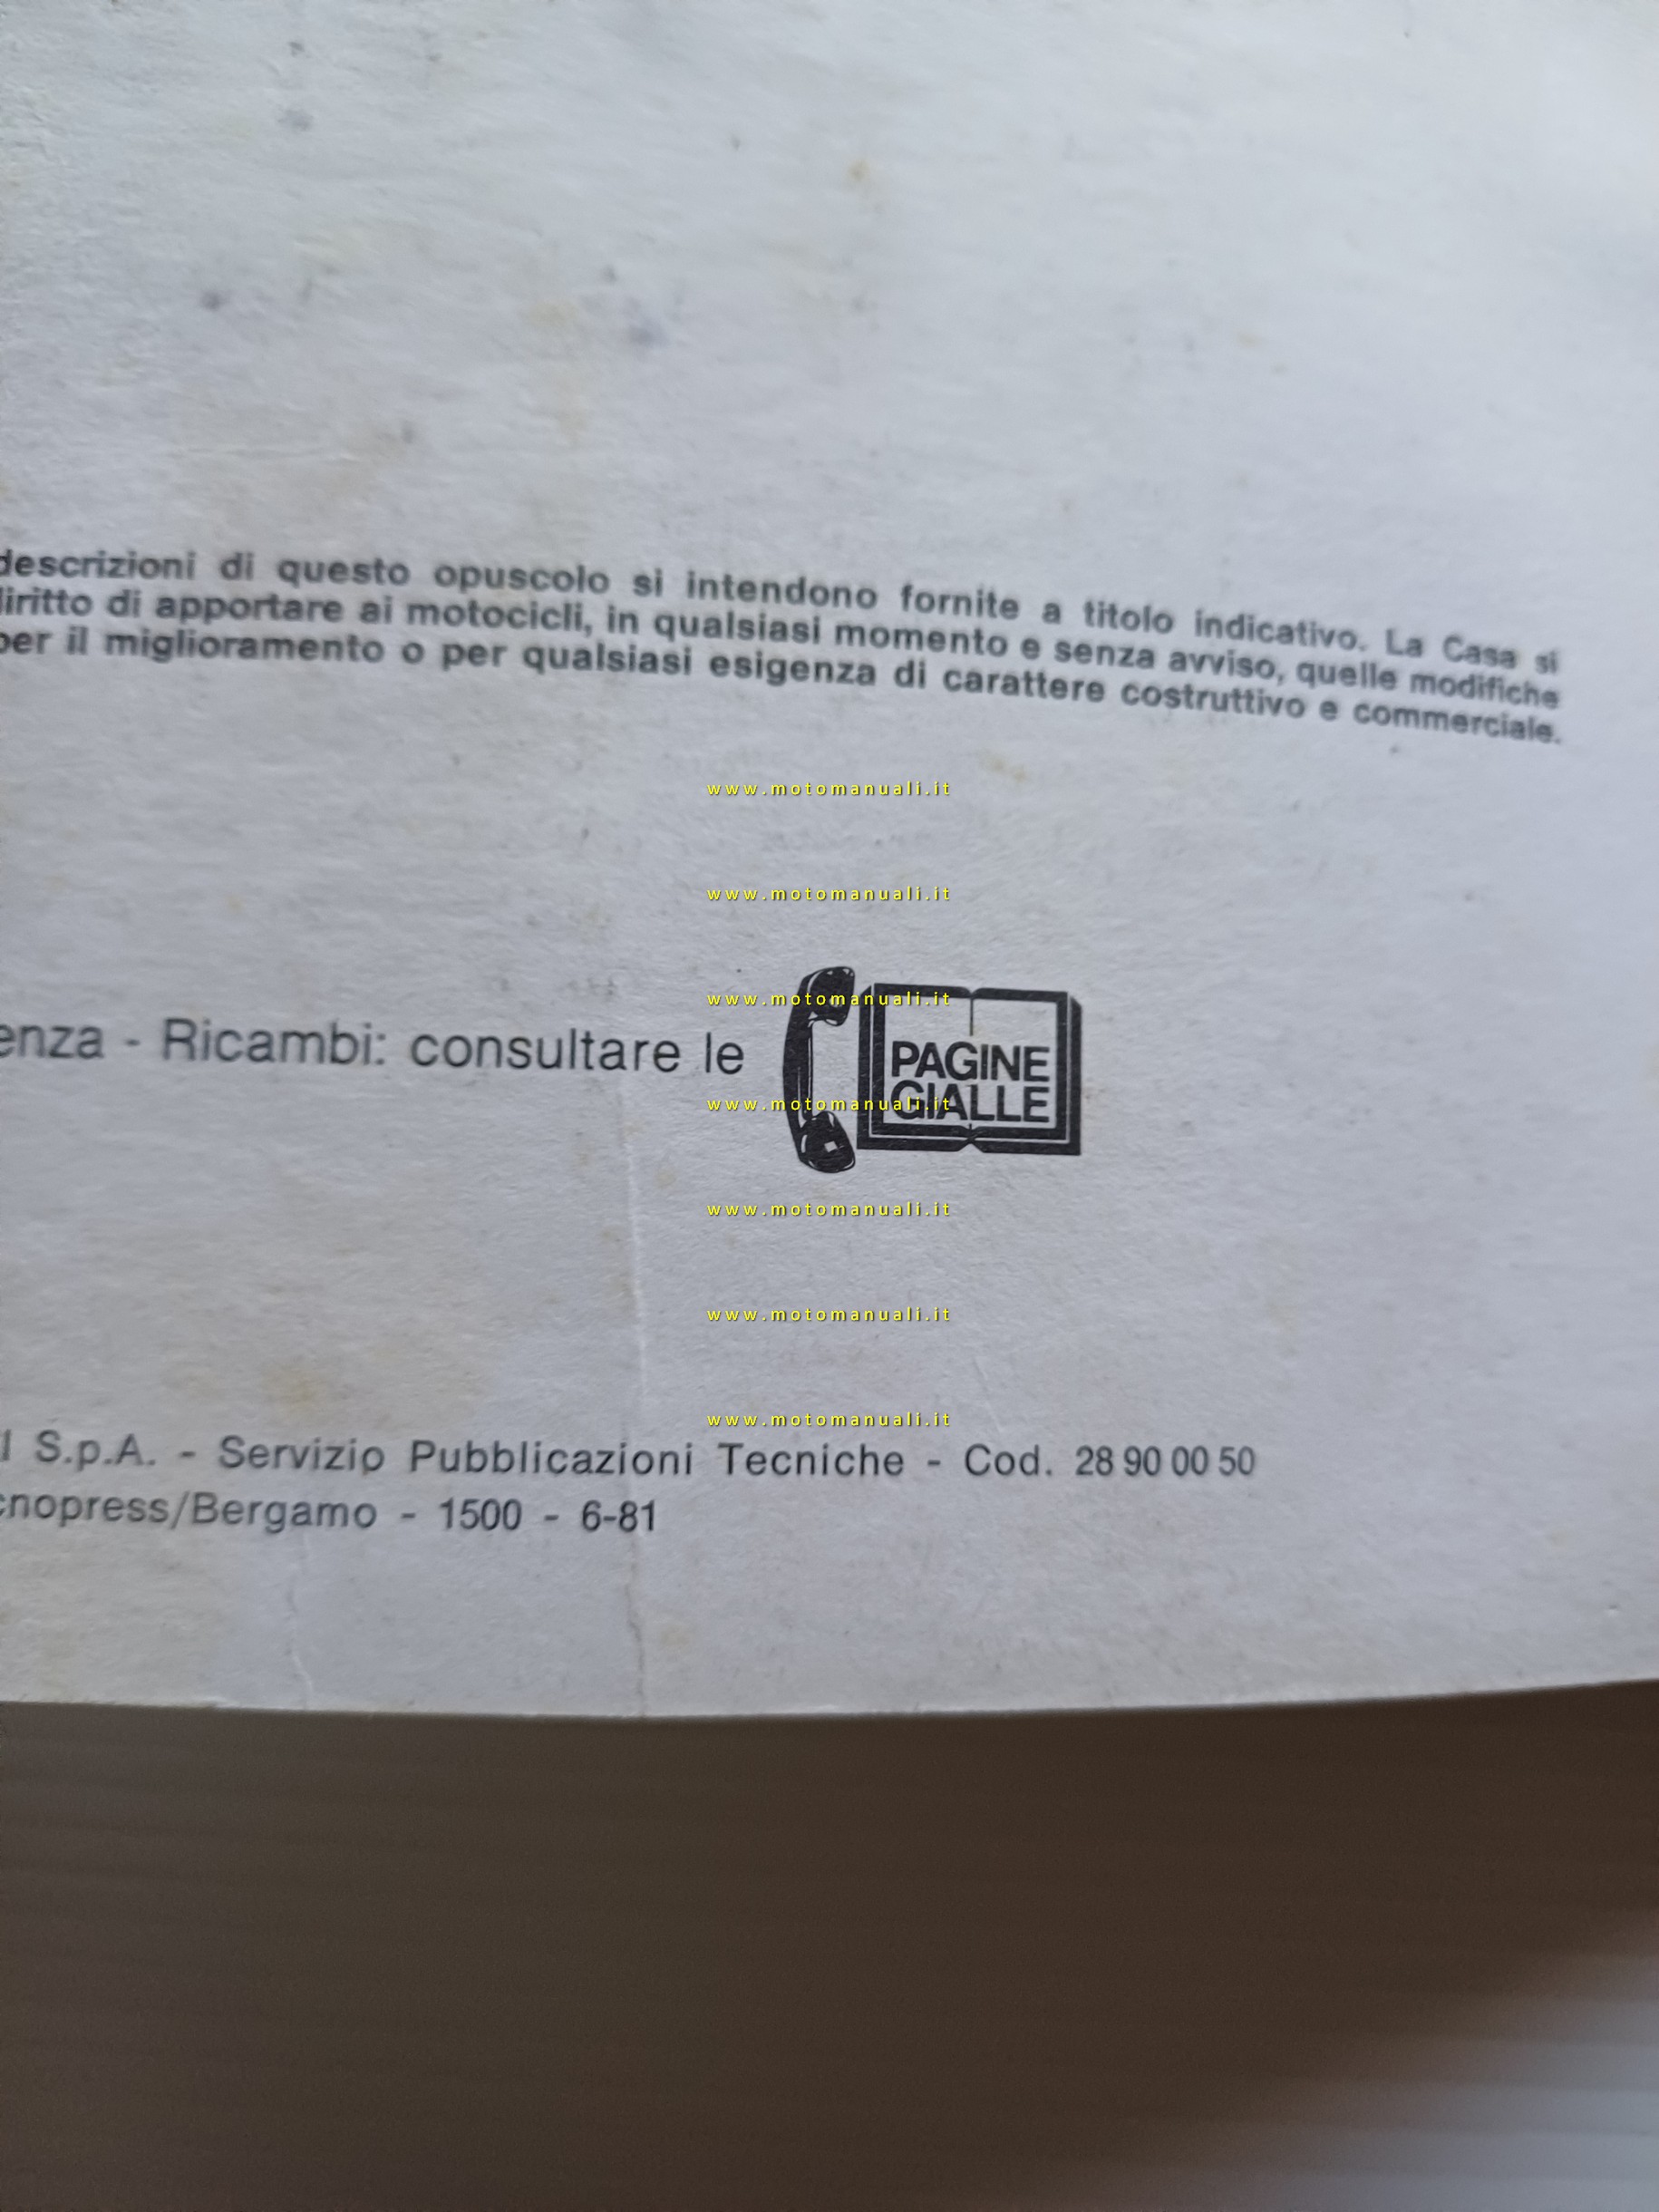 descrizioni di questo opuscolo si intendono fornite a titolo indicativo. La Casa si
diritto di apportare ai motocicli, in qualsiasi momento e senza avviso, quelle modifiche
per il miglioramento o per qualsiasi esigenza di carattere costruttivo e commerciale.
www.motomanuali.it
www.motomanuali.it
www.motomanuali.it
enza - Ricambi: consultare le
PAGINE
GIALLE
www.motomanuali.it
www.motomanuali.it
www.motomanuali.it
www.motomanuali.it
S.p.A. - Servizio Pubblicazioni Tecniche - Cod. 28 90 00 50
cnopress/Bergamo - 1500 - 6-81